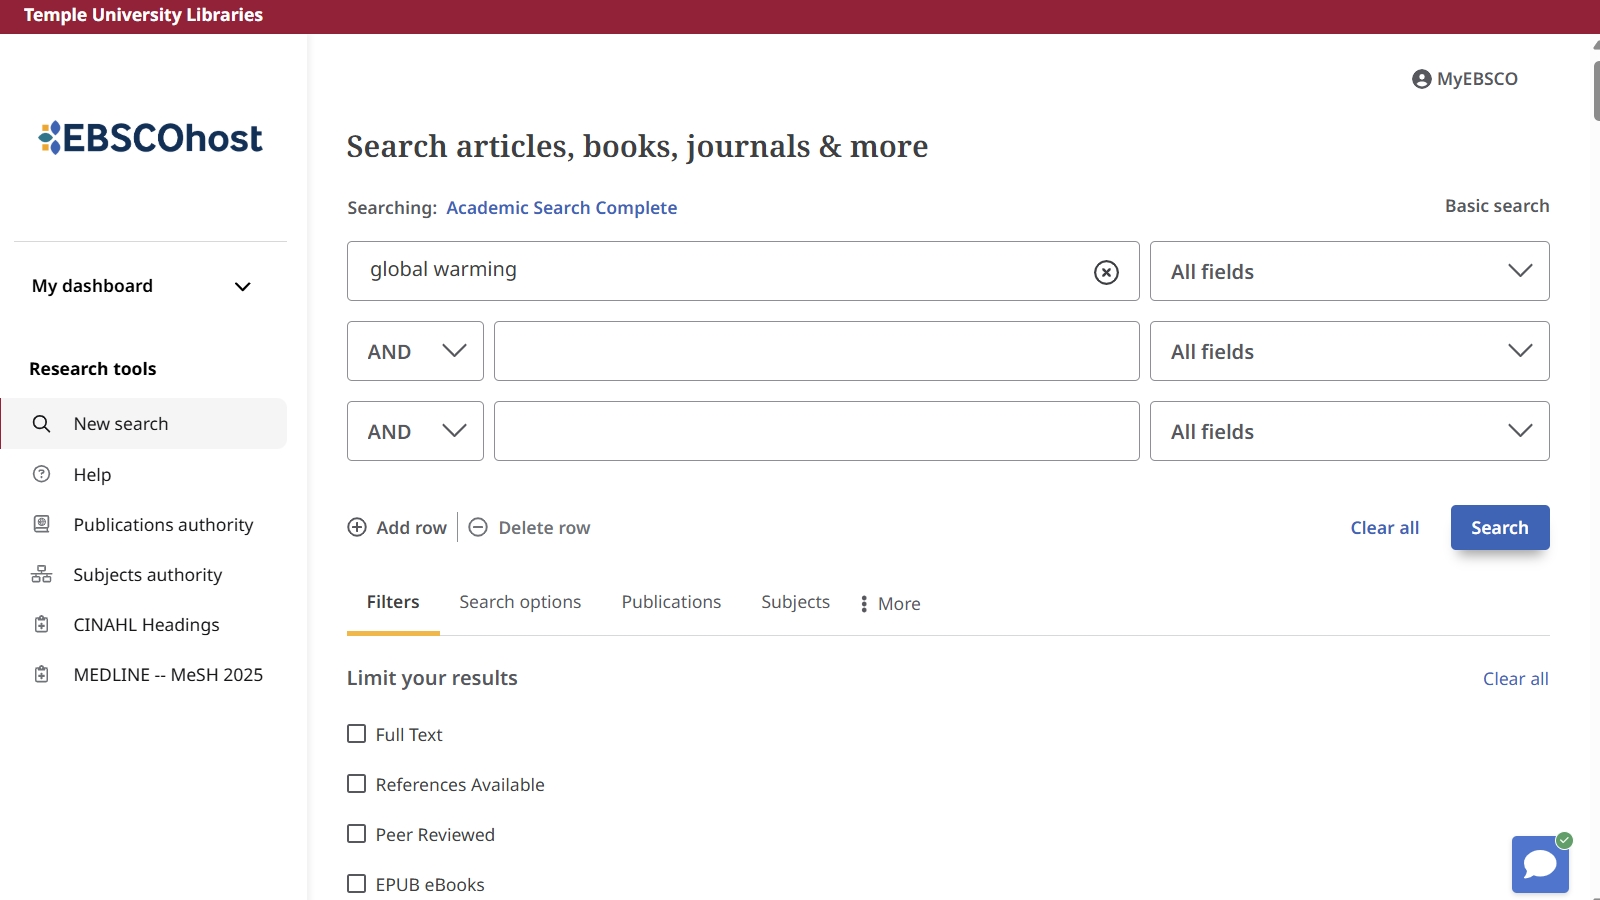 Temple University Libraries
EBSCOhost
My dashboard
Research tools
New search
Help
Publications authority
Subjects authority
CINAHL Headings
MEDLINE -- MeSH 2025
MyEBSCO
Search articles, books, journals & more
Searching: Academic Search Complete
Basic search
global warming
All fields
AND
All fields
AND
All fields
Add row
Delete row
Clear all
Search
Filters
Search options
Publications
Subjects
More
Limit your results
Clear all
Full Text
References Available
Peer Reviewed
EPUB eBooks